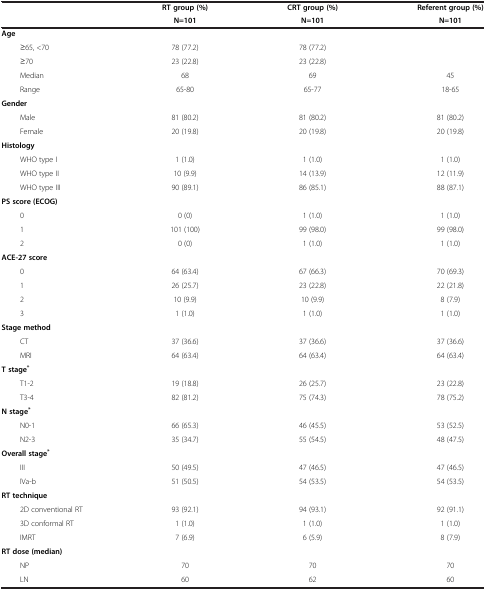 RT group (%) CRT group (%) Referent group (%)
N=101 N=101 N=101
Age
≥65, <70 78 (77.2) 78 (77.2)
≥70 23 (22.8) 23 (22.8)
Median 68 69 45
Range 65-80 65-77 18-65
Gender
Male 81 (80.2) 81 (80.2) 81 (80.2)
Female 20 (19.8) 20 (19.8) 20 (19.8)
Histology
WHO type I 1 (1.0) 1 (1.0) 1 (1.0)
WHO type II 10 (9.9) 14 (13.9) 12 (11.9)
WHO type III 90 (89.1) 86 (85.1) 88 (87.1)
PS score (ECOG)
0 0 (0) 1 (1.0) 1 (1.0)
1 101 (100) 99 (98.0) 99 (98.0)
2 0 (0) 1 (1.0) 1 (1.0)
ACE-27 score
0 64 (63.4) 67 (66.3) 70 (69.3)
1 26 (25.7) 23 (22.8) 22 (21.8)
2 10 (9.9) 10 (9.9) 8 (7.9)
3 1 (1.0) 1 (1.0) 1 (1.0)
Stage method
CT 37 (36.6) 37 (36.6) 37 (36.6)
MRI 64 (63.4) 64 (63.4) 64 (63.4)
T stage*
T1-2 19 (18.8) 26 (25.7) 23 (22.8)
T3-4 82 (81.2) 75 (74.3) 78 (75.2)
N stage*
N0-1 66 (65.3) 46 (45.5) 53 (52.5)
N2-3 35 (34.7) 55 (54.5) 48 (47.5)
Overall stage*
III 50 (49.5) 47 (46.5) 47 (46.5)
IVa-b 51 (50.5) 54 (53.5) 54 (53.5)
RT technique
2D conventional RT 93 (92.1) 94 (93.1) 92 (91.1)
3D conformal RT 1 (1.0) 1 (1.0) 1 (1.0)
IMRT 7 (6.9) 6 (5.9) 8 (7.9)
RT dose (median)
NP 70 70 70
LN 60 62 60